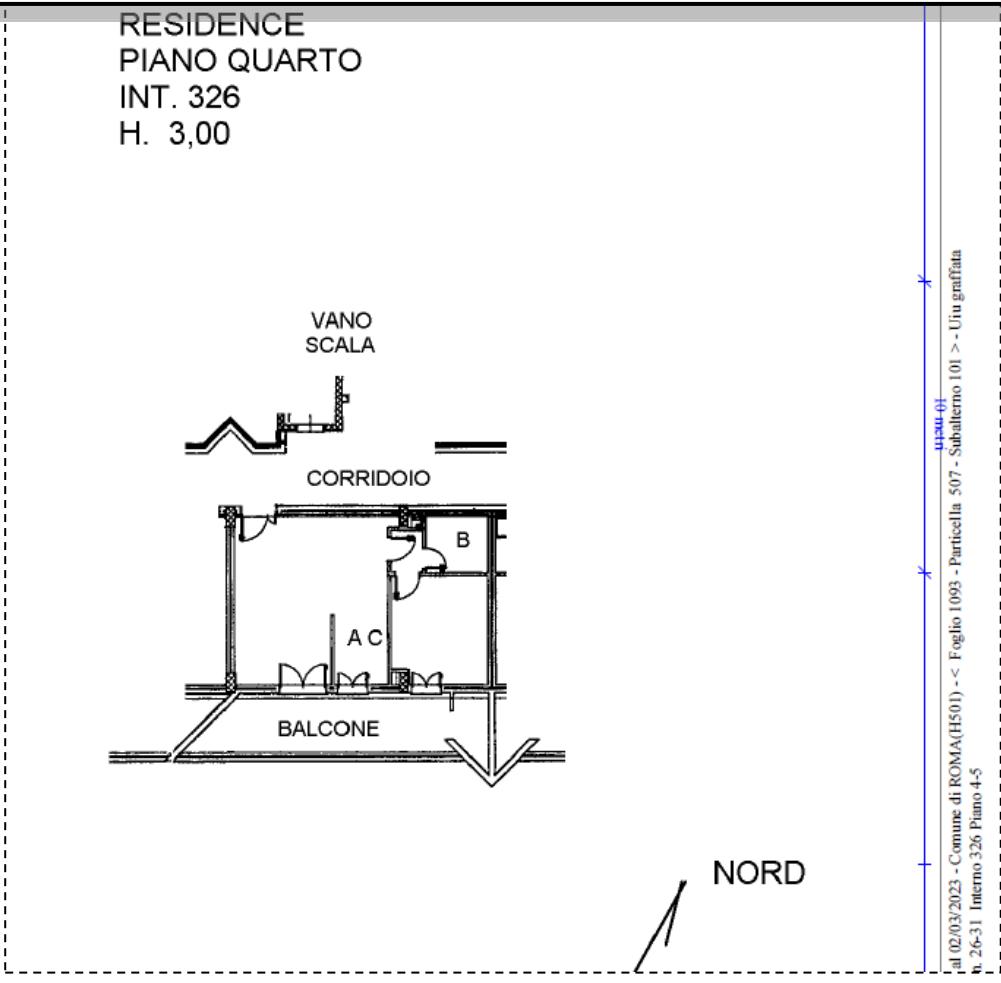 RESIDENCE
PIANO QUARTO
INT. 326
H. 3,00
VANO
SCALA
CORRIDOIO
B
A C
BALCONE
NORD
10 metri
al 02/03/2023 - Comune di ROMA(H501) - < Foglio 1093 - Particella 507 - Subalterno 101 > - Uiu graffata
n. 26-31 Interno 326 Piano 4-5